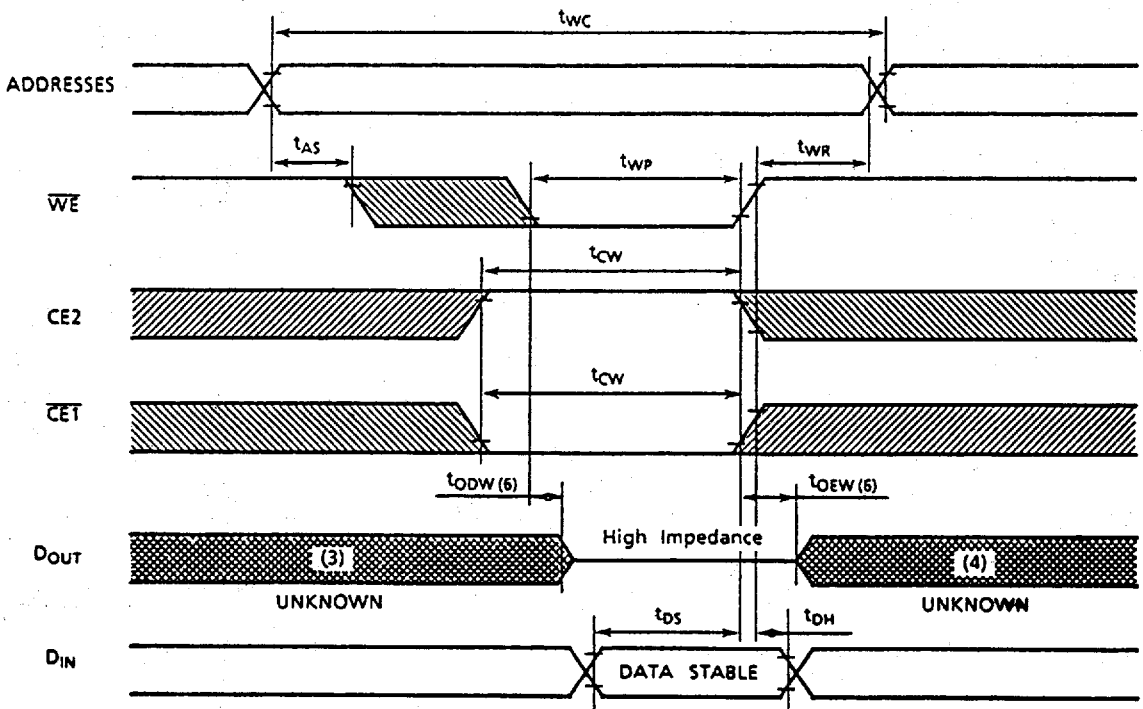 tWC
ADDRESSES
tAS
tWP
tWR
WE
tCW
CE2
tCW
CE1
tODW (6)
tOEW (6)
High Impedance
DOUT
(3)
(4)
UNKNOWN
UNKNOWN
tDS
tDH
DIN
DATA STABLE